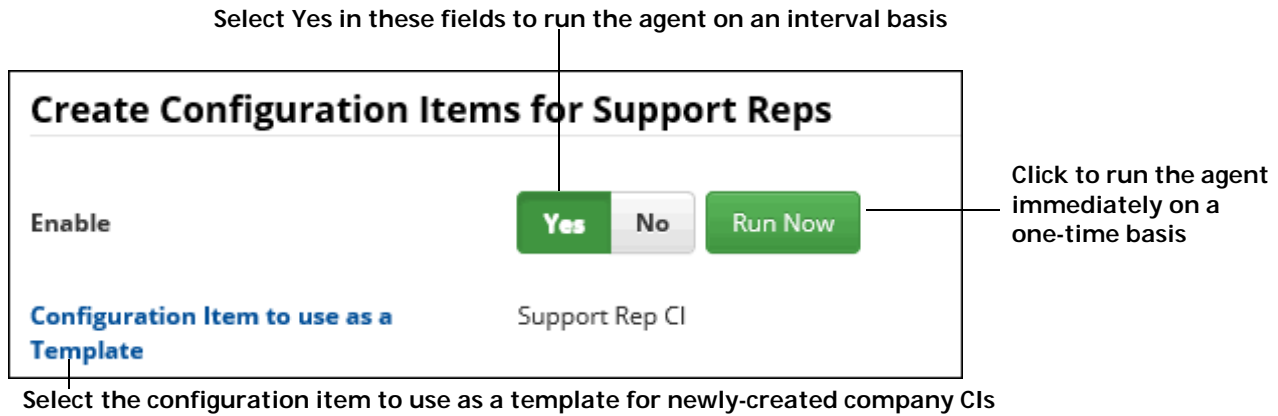 Select Yes in these fields to run the agent on an interval basis
Create Configuration Items for Support Reps
Enable
Yes
No
Run Now
Click to run the agent
immediately on a
one-time basis
Configuration Item to use as a
Template
Support Rep CI
Select the configuration item to use as a template for newly-created company CIs